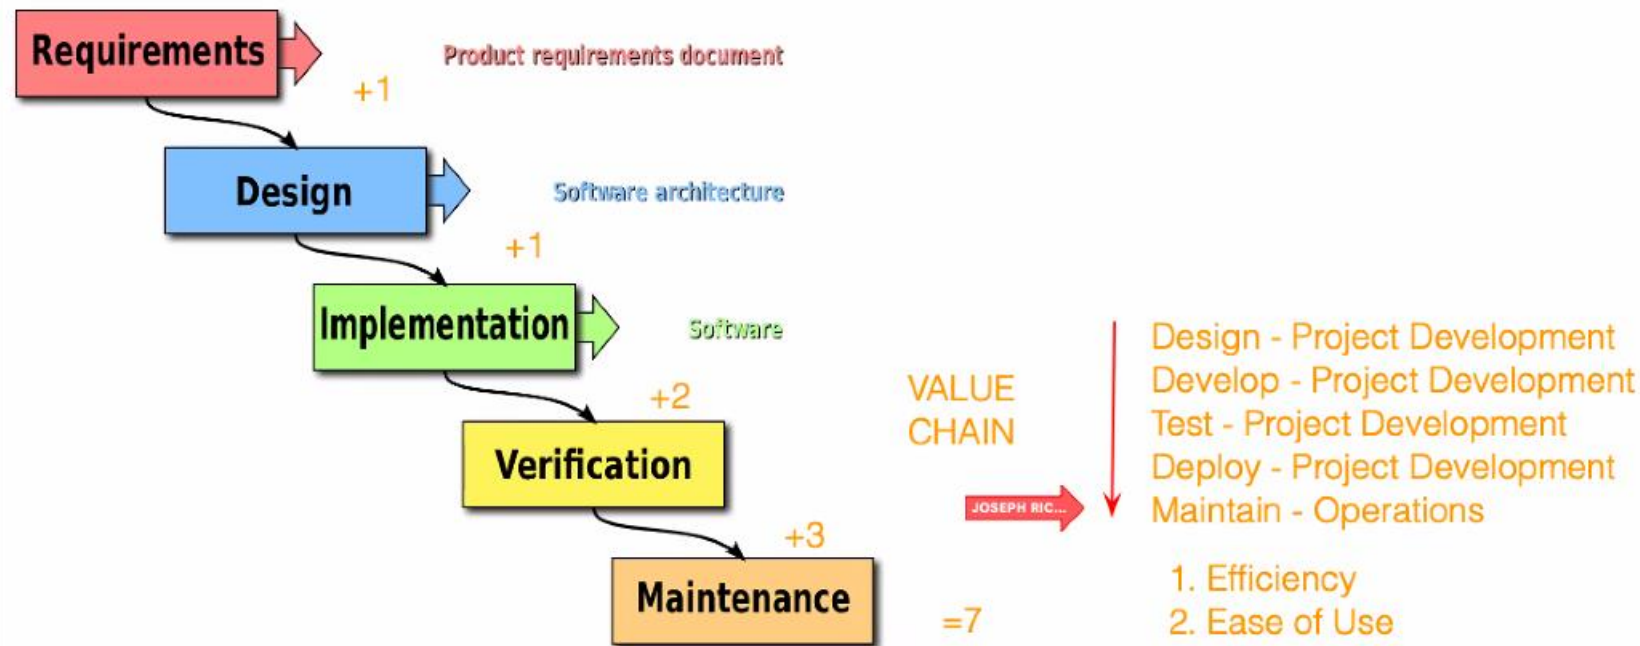 Requirements
Product requirements document
+1
Design
Software architecture
+1
Implementation
Software
+2
Verification
+3
Maintenance
=7
VALUE
CHAIN
JOSEPH RIC...
Design - Project Development
Develop - Project Development
Test - Project Development
Deploy - Project Development
Maintain - Operations
1. Efficiency
2. Ease of Use